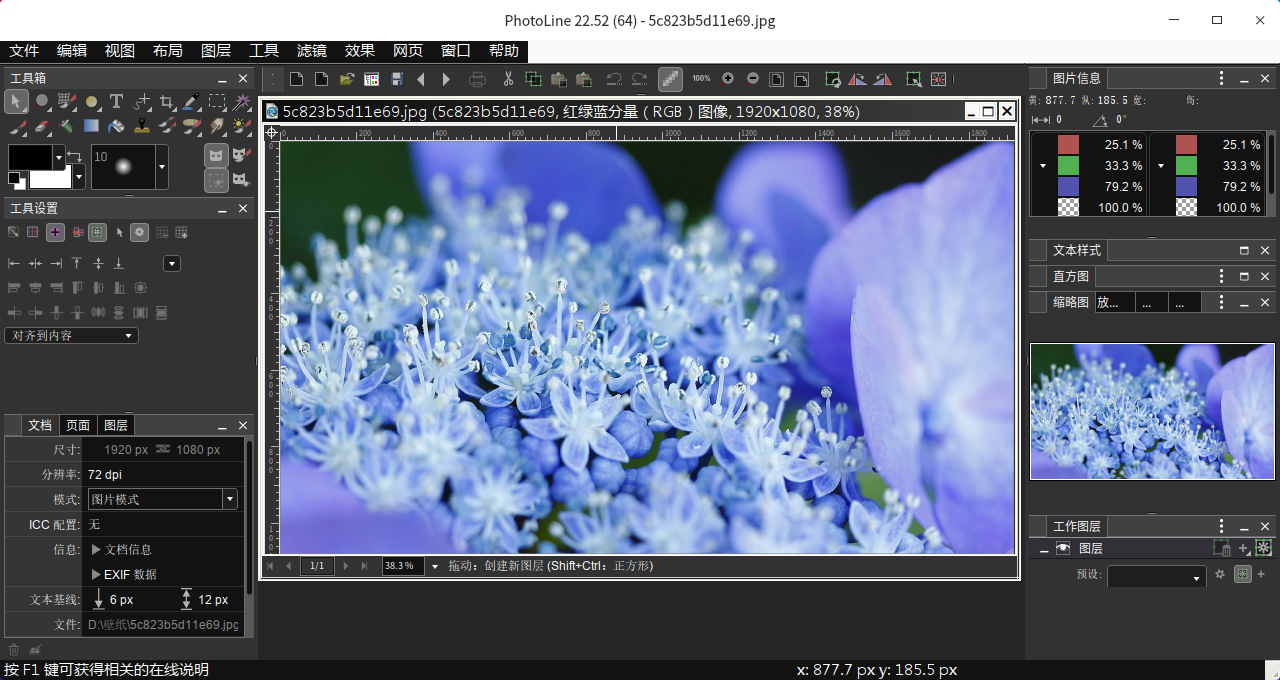 PhotoLine 22.52 (64) - 5c823b5d11e69.jpg
文件 编辑 视图 布局 图层 工具 滤镜 效果 网页 窗口 帮助
工具箱
100%
10
工具设置
对齐到内容
文档 页面 图层
尺寸: 1920 px 1080 px
分辨率: 72 dpi
模式: 图片模式
ICC 配置: 无
信息: 文档信息
EXIF 数据
文本基线: 6 px 12 px
文件: D:\壁纸\5c823b5d11e69.jpg
5c823b5d11e69.jpg (5c823b5d11e69, 红绿蓝分量 ( RGB ) 图像, 1920x1080, 38%)
0 200 400 600 800 1000 1200 1400 1600 1800
0
200
400
600
800
100
1/1 38.3 % 拖动：创建新图层 (Shift+Ctrl：正方形)
图片信息
横: 877.7 纵: 185.5 宽: 高:
0 0°
25.1 % 25.1 %
33.3 % 33.3 %
79.2 % 79.2 %
100.0 % 100.0 %
文本样式
直方图
缩略图 放... ... ...
工作图层
图层
预设:
按 F1 键可获得相关的在线说明
x: 877.7 px y: 185.5 px